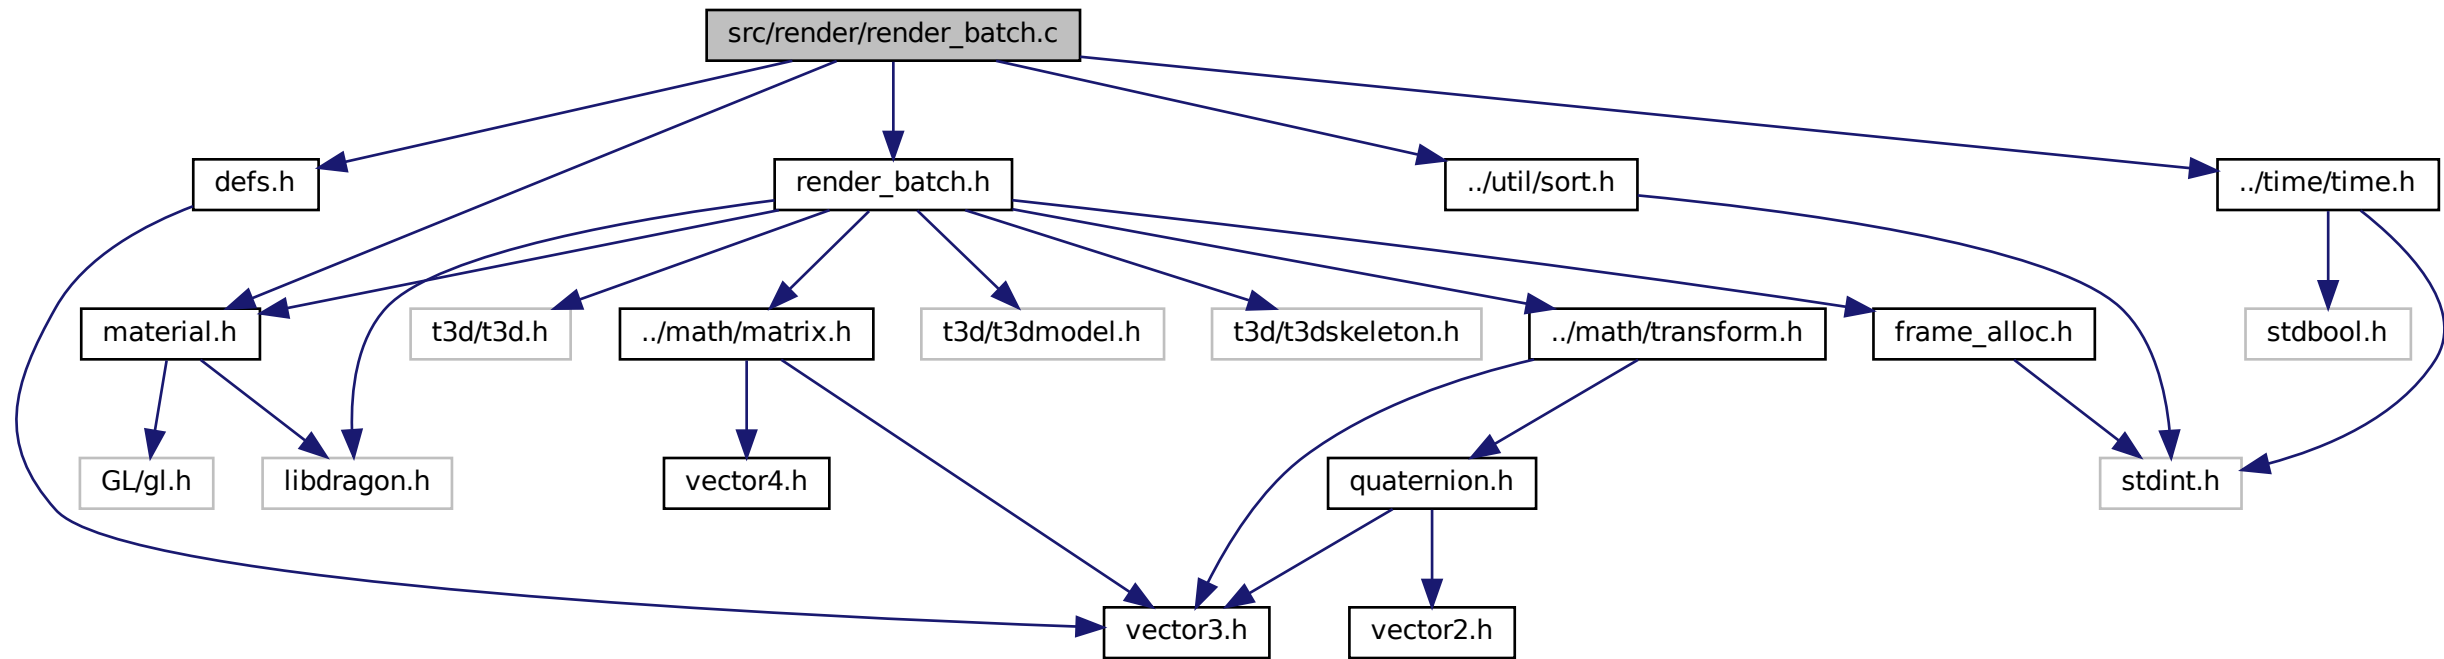 src/render/render_batch.c
defs.h
render_batch.h
../util/sort.h
../time/time.h
material.h
t3d/t3d.h
../math/matrix.h
t3d/t3dmodel.h
t3d/t3dskeleton.h
../math/transform.h
frame_alloc.h
stdbool.h
GL/gl.h
libdragon.h
vector4.h
quaternion.h
stdint.h
vector3.h
vector2.h